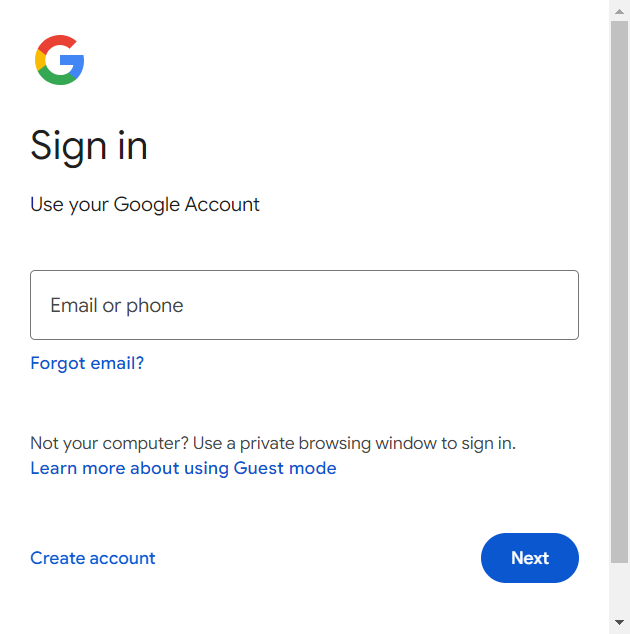 Sign in
Use your Google Account
Email or phone
Forgot email?
Not your computer? Use a private browsing window to sign in.
Learn more about using Guest mode
Create account
Next